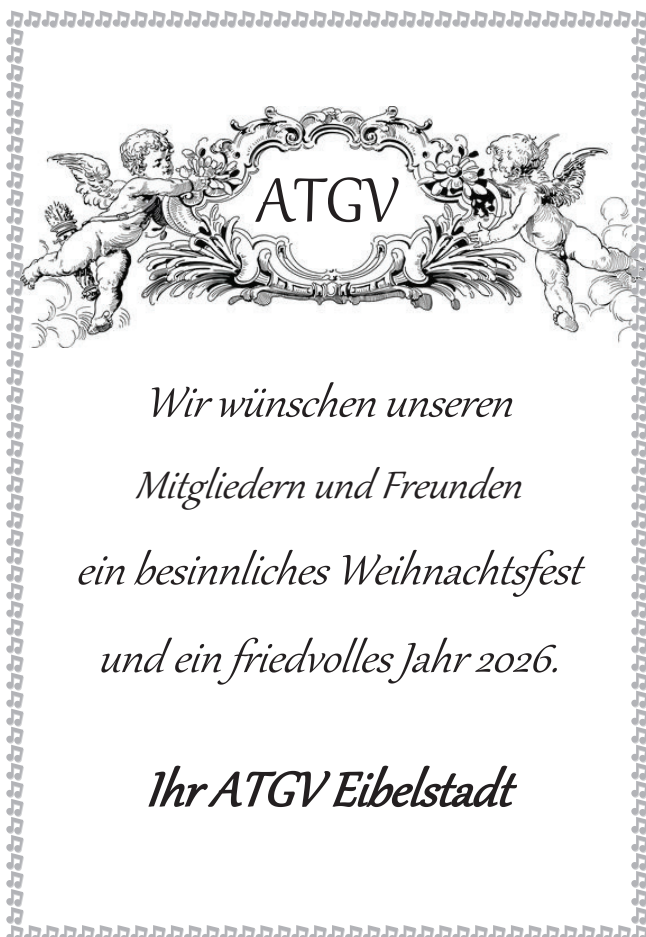 ATGV
Wir wünschen unseren
Mitgliedern und Freunden
ein besinnliches Weihnachtsfest
und ein friedvolles Jahr 2026.
Ihr ATGV Eibelstadt